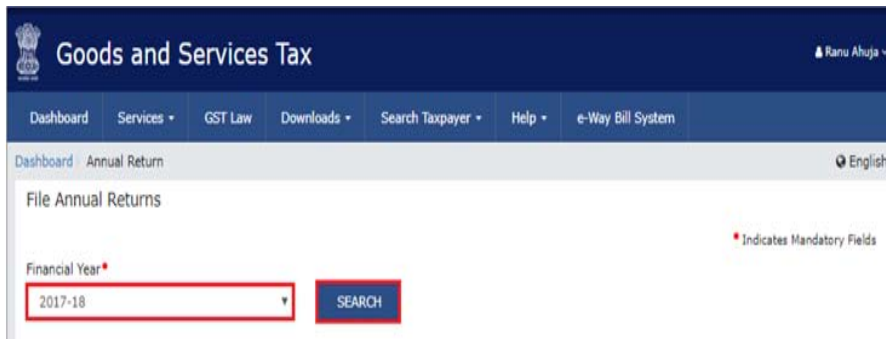 Goods and Services Tax
Ranu Ahuja
Dashboard Services GST Law Downloads Search Taxpayer Help e-Way Bill System
Dashboard Annual Return English
File Annual Returns
• Indicates Mandatory Fields
Financial Year•
2017-18 SEARCH